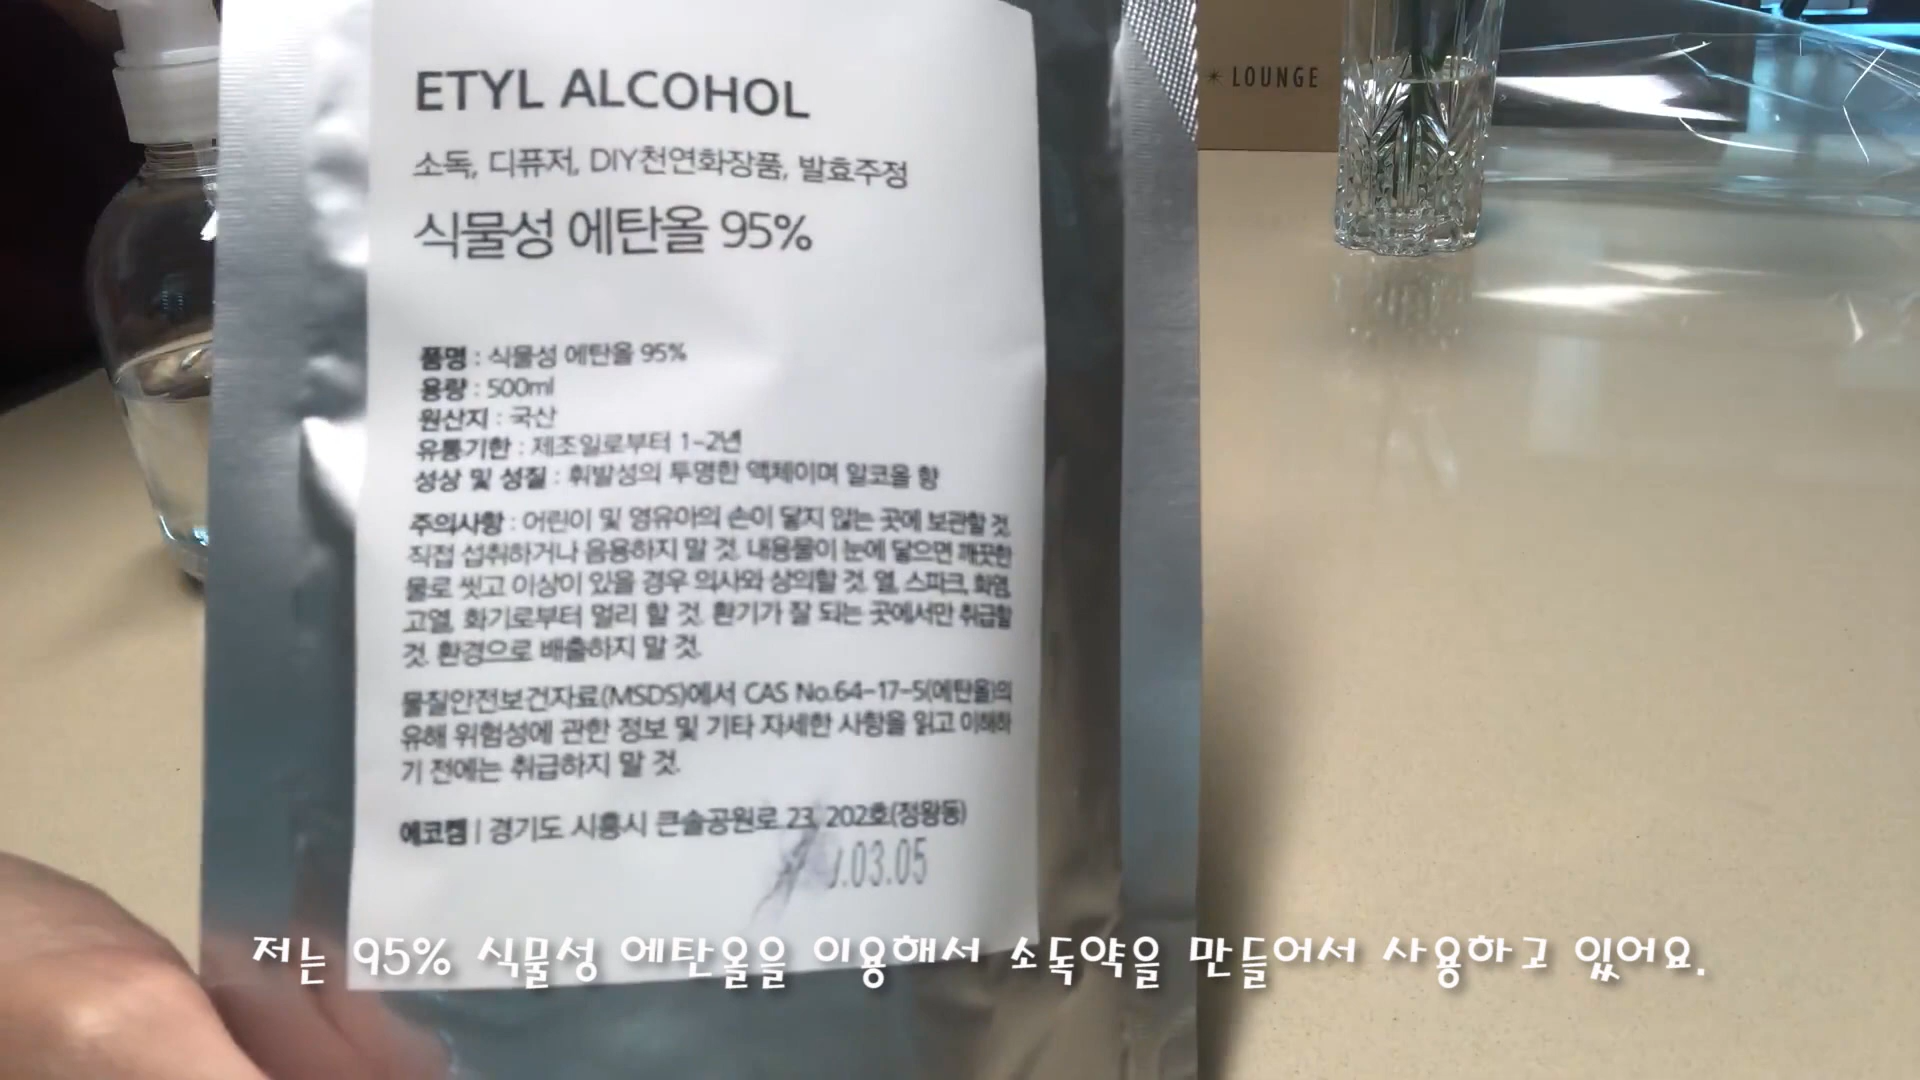 ETYL ALCOHOL
소독, 디퓨저, DIY천연화장품, 발효주정
식물성 에탄올 95%
품명 : 식물성 에탄올 95%
용량 : 500ml
원산지 : 국산
유통기한 : 제조일로부터 1~2년
성상 및 성질 : 휘발성의 투명한 액체이며 알코올 향
주의사항 : 어린이 및 영유아의 손이 닿지 않는 곳에 보관할 것.
직접 섭취하거나 음용하지 말 것. 내용물이 눈에 닿으면 깨끗한
물로 씻고 이상이 있을 경우 의사와 상의할 것. 열, 스파크, 화염,
고열, 화기로부터 멀리 할 것. 환기가 잘 되는 곳에서만 취급할
것. 환경으로 배출하지 말 것.
물질안전보건자료(MSDS)에서 CAS No.64-17-5(에탄올)의
유해 위험성에 관한 정보 및 기타 자세한 사항을 읽고 이해하
기 전에는 취급하지 말 것.
에코켐 | 경기도 시흥시 큰솔공원로 23, 202호(정왕동)
.03.05
LOUNGE
저는 95% 식물성 에탄올을 이용해서 소독약을 만들어서 사용하고 있어요.